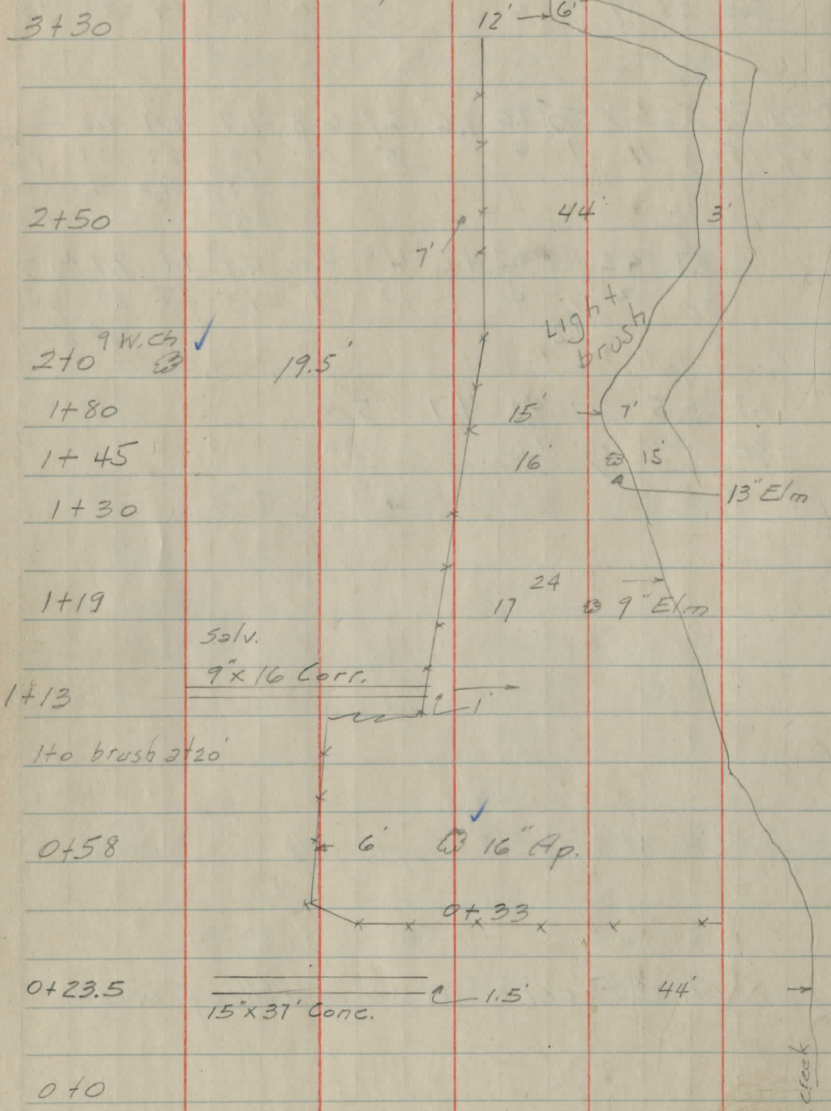 3+30 12' 6'
2+50 7' 44' 3'
Light
brush
9 W.Ch
2+0 19.5'
1+80 15' 7'
1+45 16' 15'
13" Elm
1+30
24
1+19 17 9" Elm
Salv.
9"x16 Corr.
1+13 1'
1+0 brush at 20'
0+58 6' 16" Ap.
0+33
0+23.5 1.5' 44'
15"x37' Conc.
creek
0+0